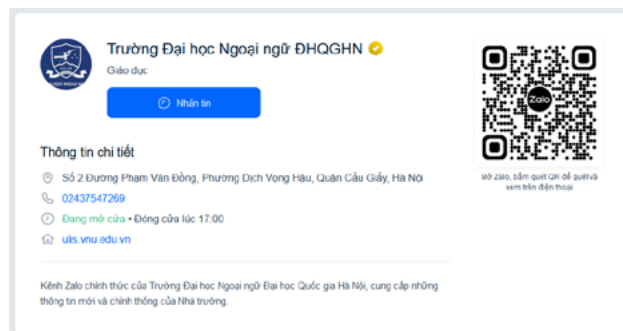 Trường Đại học Ngoại ngữ ĐHQGHN
Giáo dục
Nhắn tin
Thông tin chi tiết
Số 2 Đường Phạm Văn Đồng, Phường Dịch Vọng Hậu, Quận Cầu Giấy, Hà Nội
02437547269
Đang mở cửa • Đóng cửa lúc 17:00
ulis.vnu.edu.vn
Kênh Zalo chính thức của Trường Đại học Ngoại ngữ Đại học Quốc gia Hà Nội, cung cấp những
thông tin mới và chính thống của Nhà trường.
Zalo
Mở Zalo, bấm quét QR để quét và
xem trên điện thoại